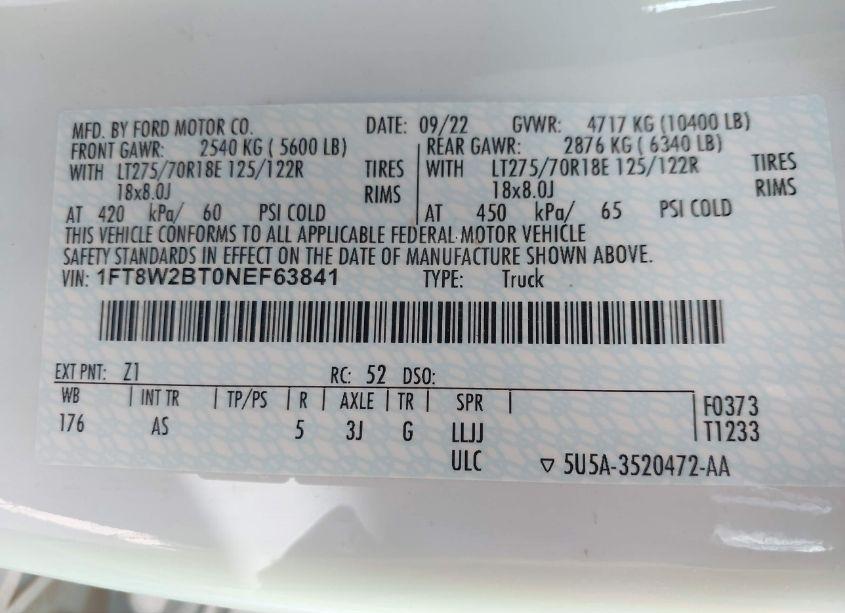 MFD. BY FORD MOTOR CO. DATE: 09/22 GVWR: 4717 KG (10400 LB)
FRONT GAWR: 2540 KG ( 5600 LB) REAR GAWR: 2876 KG ( 6340 LB)
WITH LT275/70R18E 125/122R TIRES WITH LT275/70R18E 125/122R TIRES
18x8.0J RIMS 18x8.0J RIMS
AT 420 kPa/ 60 PSI COLD AT 450 kPa/ 65 PSI COLD
THIS VEHICLE CONFORMS TO ALL APPLICABLE FEDERAL MOTOR VEHICLE
SAFETY STANDARDS IN EFFECT ON THE DATE OF MANUFACTURE SHOWN ABOVE.
VIN: 1FT8W2BT0NEF63841 TYPE: Truck
EXT PNT: Z1 RC: 52 DSO:
WB INT TR TP/PS R AXLE TR SPR F0373
176 AS 5 3J G LLJJ T1233
ULC ▽ 5U5A-3520472-AA